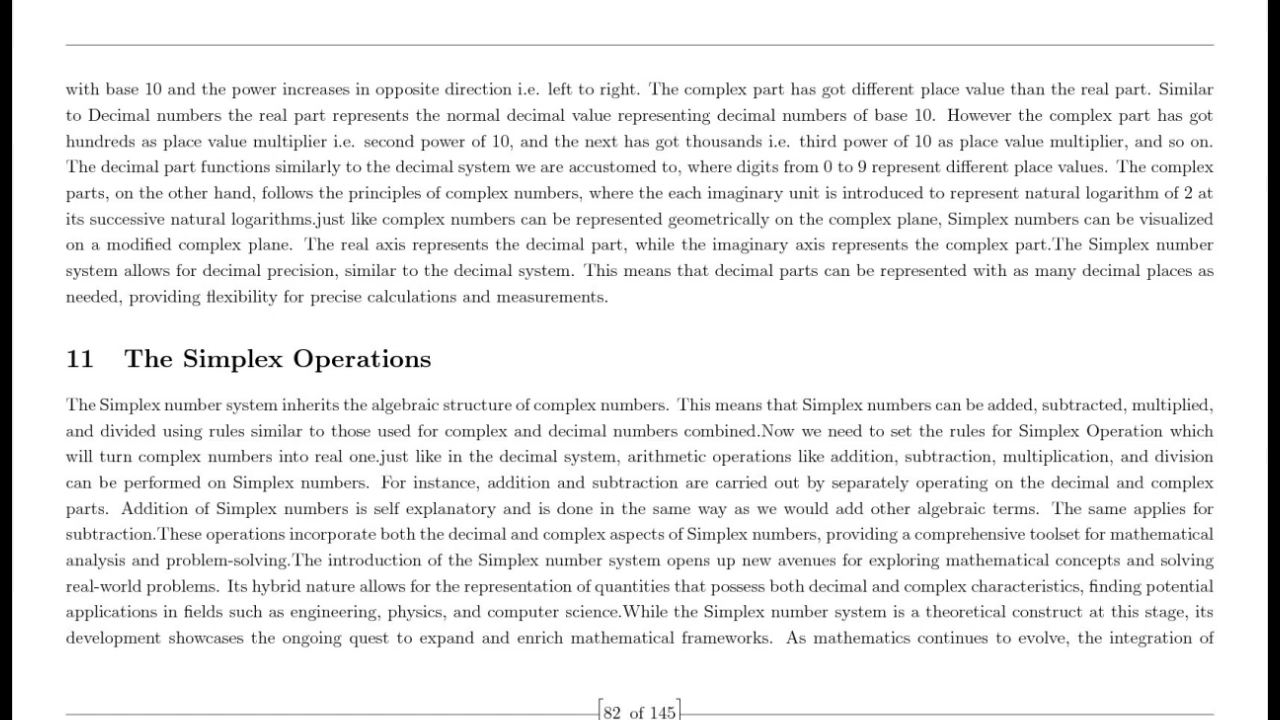 with base 10 and the power increases in opposite direction i.e. left to right. The complex part has got different place value than the real part. Similar
to Decimal numbers the real part represents the normal decimal value representing decimal numbers of base 10. However the complex part has got
hundreds as place value multiplier i.e. second power of 10, and the next has got thousands i.e. third power of 10 as place value multiplier, and so on.
The decimal part functions similarly to the decimal system we are accustomed to, where digits from 0 to 9 represent different place values. The complex
parts, on the other hand, follows the principles of complex numbers, where the each imaginary unit is introduced to represent natural logarithm of 2 at
its successive natural logarithms.just like complex numbers can be represented geometrically on the complex plane, Simplex numbers can be visualized
on a modified complex plane. The real axis represents the decimal part, while the imaginary axis represents the complex part.The Simplex number
system allows for decimal precision, similar to the decimal system. This means that decimal parts can be represented with as many decimal places as
needed, providing flexibility for precise calculations and measurements.
11 The Simplex Operations
The Simplex number system inherits the algebraic structure of complex numbers. This means that Simplex numbers can be added, subtracted, multiplied,
and divided using rules similar to those used for complex and decimal numbers combined.Now we need to set the rules for Simplex Operation which
will turn complex numbers into real one.just like in the decimal system, arithmetic operations like addition, subtraction, multiplication, and division
can be performed on Simplex numbers. For instance, addition and subtraction are carried out by separately operating on the decimal and complex
parts. Addition of Simplex numbers is self explanatory and is done in the same way as we would add other algebraic terms. The same applies for
subtraction.These operations incorporate both the decimal and complex aspects of Simplex numbers, providing a comprehensive toolset for mathematical
analysis and problem-solving.The introduction of the Simplex number system opens up new avenues for exploring mathematical concepts and solving
real-world problems. Its hybrid nature allows for the representation of quantities that possess both decimal and complex characteristics, finding potential
applications in fields such as engineering, physics, and computer science.While the Simplex number system is a theoretical construct at this stage, its
development showcases the ongoing quest to expand and enrich mathematical frameworks. As mathematics continues to evolve, the integration of
[82 of 145]